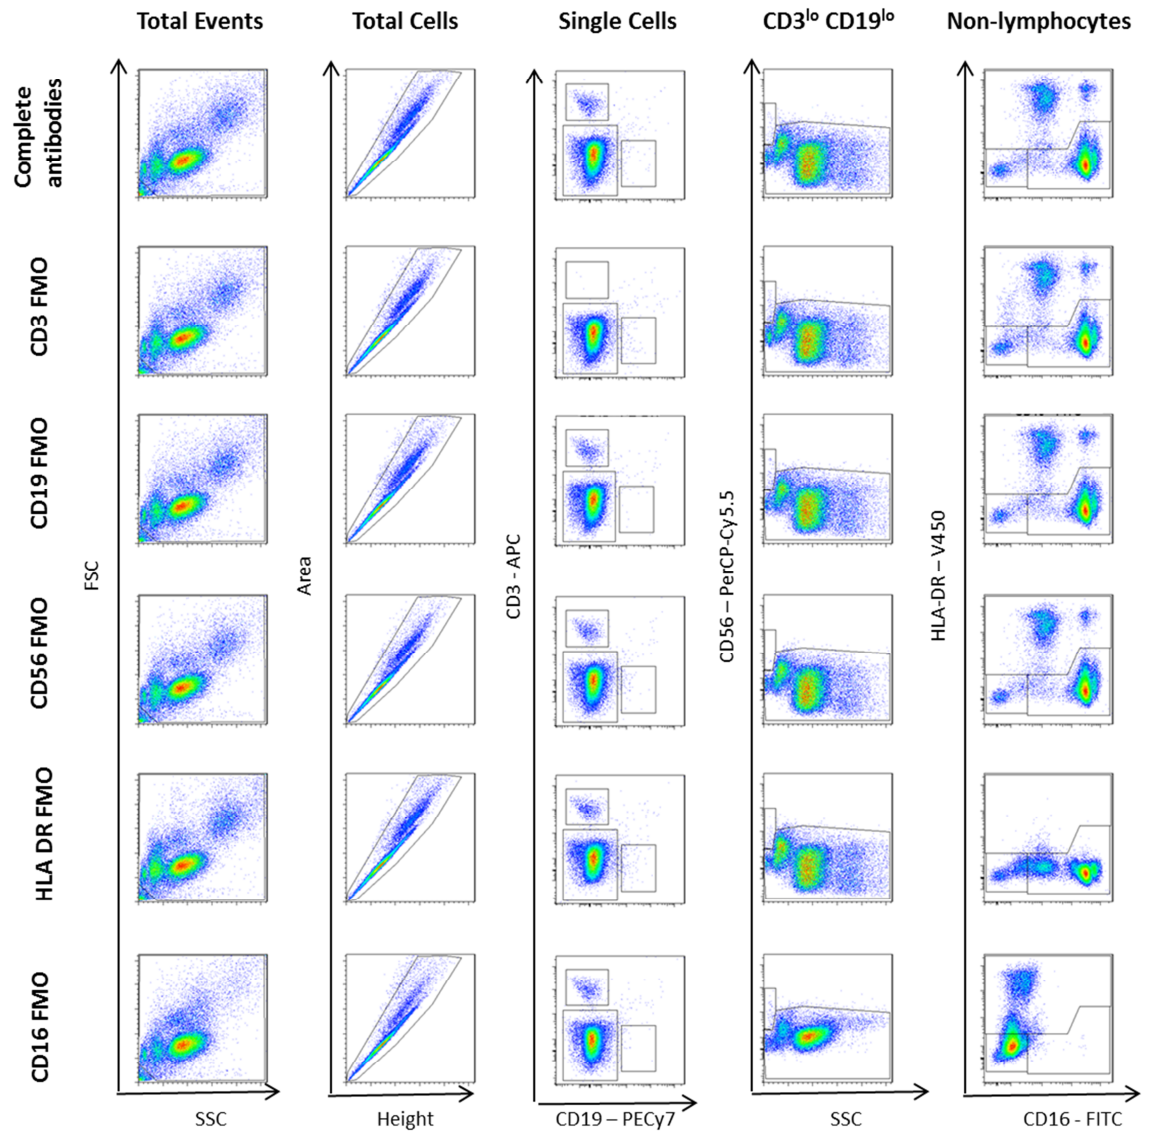 Total Events
Total Cells
Single Cells
CD3lo CD19lo
Non-lymphocytes
Complete
antibodies
CD3 FMO
CD19 FMO
CD56 FMO
HLA DR FMO
CD16 FMO
FSC
Area
CD3 - APC
CD56 – PerCP-Cy5.5
HLA-DR – V450
SSC
Height
CD19 – PECy7
SSC
CD16 - FITC